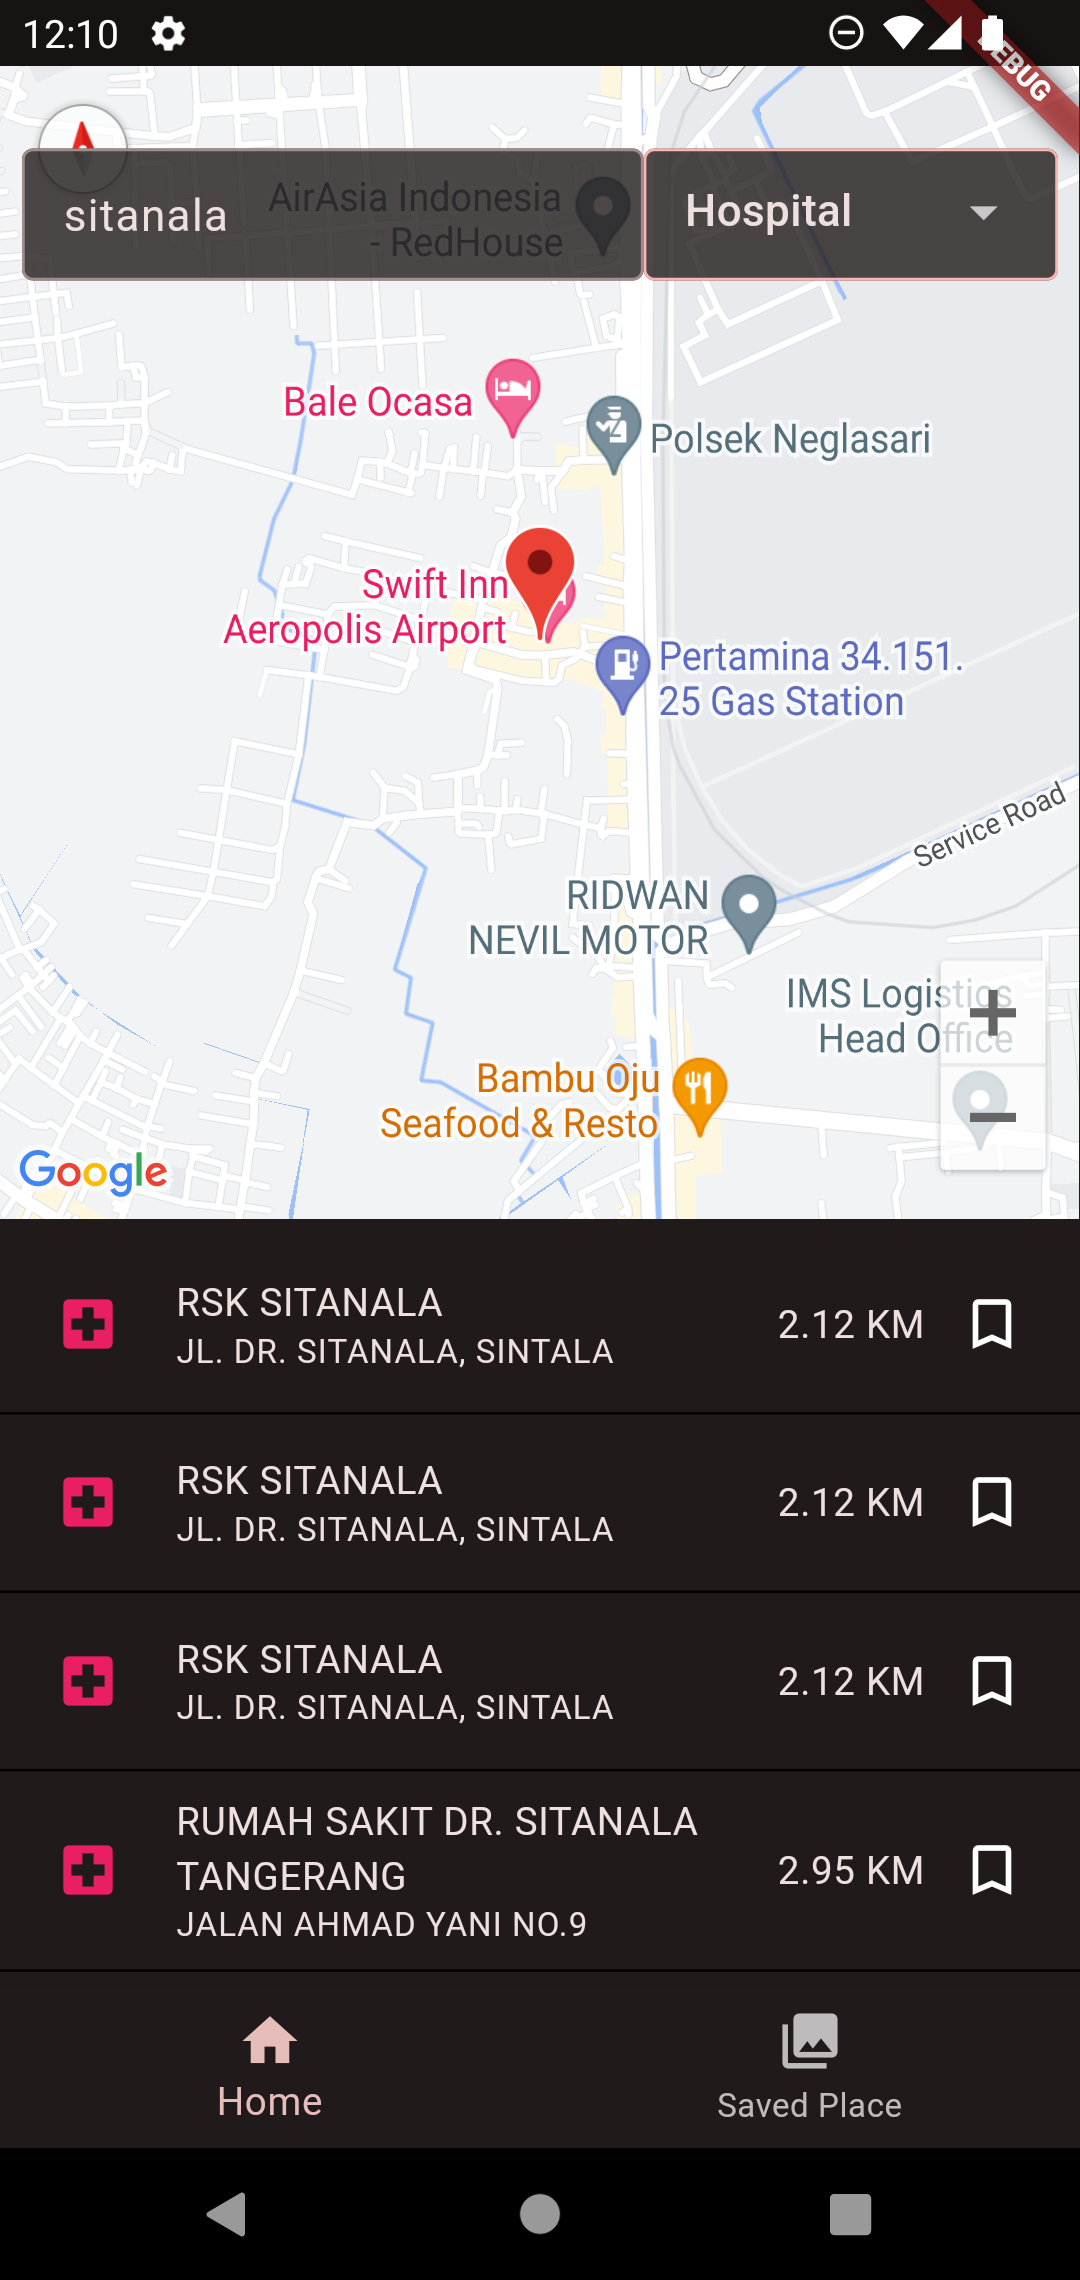 12:10
DEBUG
AirAsia Indonesia
- RedHouse
sitanala
Hospital
Bale Ocasa
Polsek Neglasari
Swift Inn
Aeropolis Airport
Pertamina 34.151.
25 Gas Station
Service Road
RIDWAN
NEVIL MOTOR
IMS Logistics
Head Office
Bambu Oju
Seafood & Resto
Google
RSK SITANALA
JL. DR. SITANALA, SINTALA
2.12 KM
RSK SITANALA
JL. DR. SITANALA, SINTALA
2.12 KM
RSK SITANALA
JL. DR. SITANALA, SINTALA
2.12 KM
RUMAH SAKIT DR. SITANALA
TANGERANG
JALAN AHMAD YANI NO.9
2.95 KM
Home
Saved Place